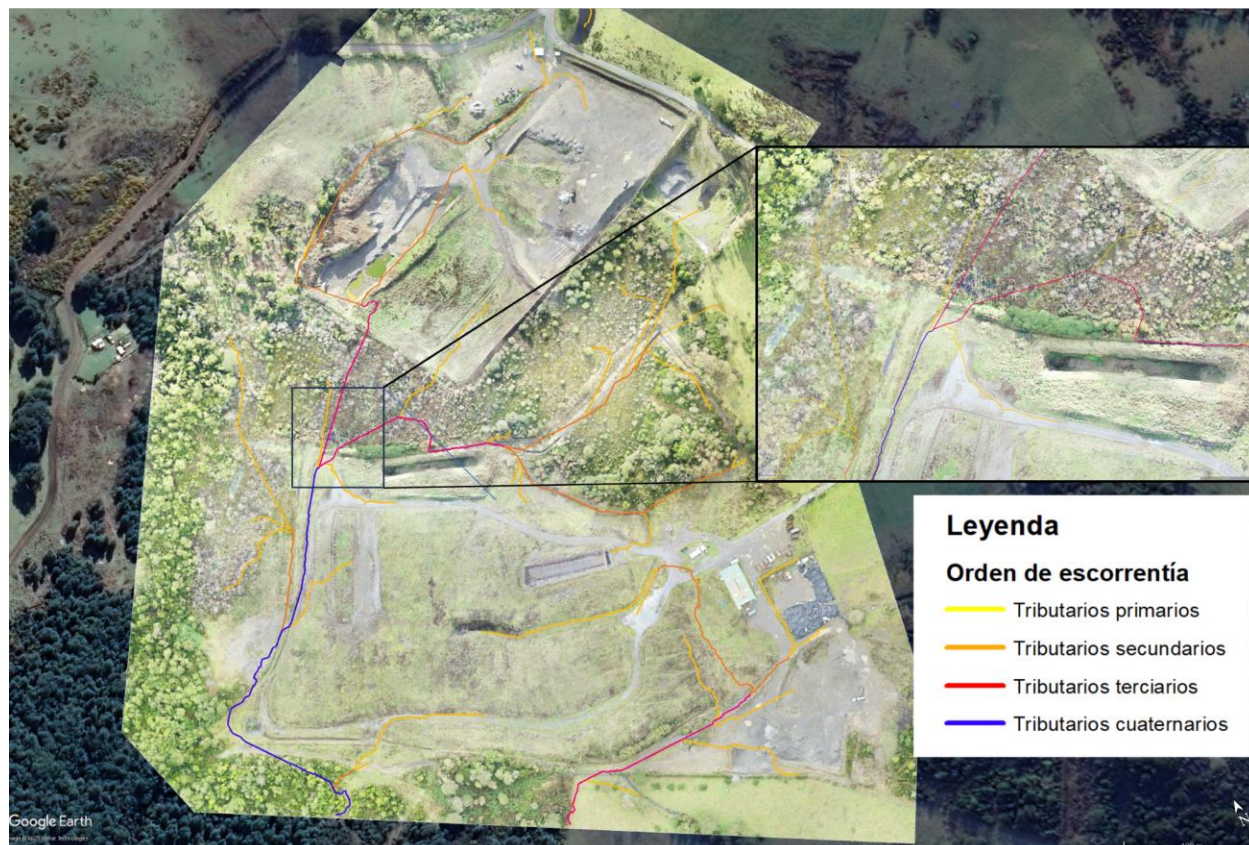 Leyenda
Orden de escorrentía
Tributarios primarios
Tributarios secundarios
Tributarios terciarios
Tributarios cuaternarios
Google Earth
N